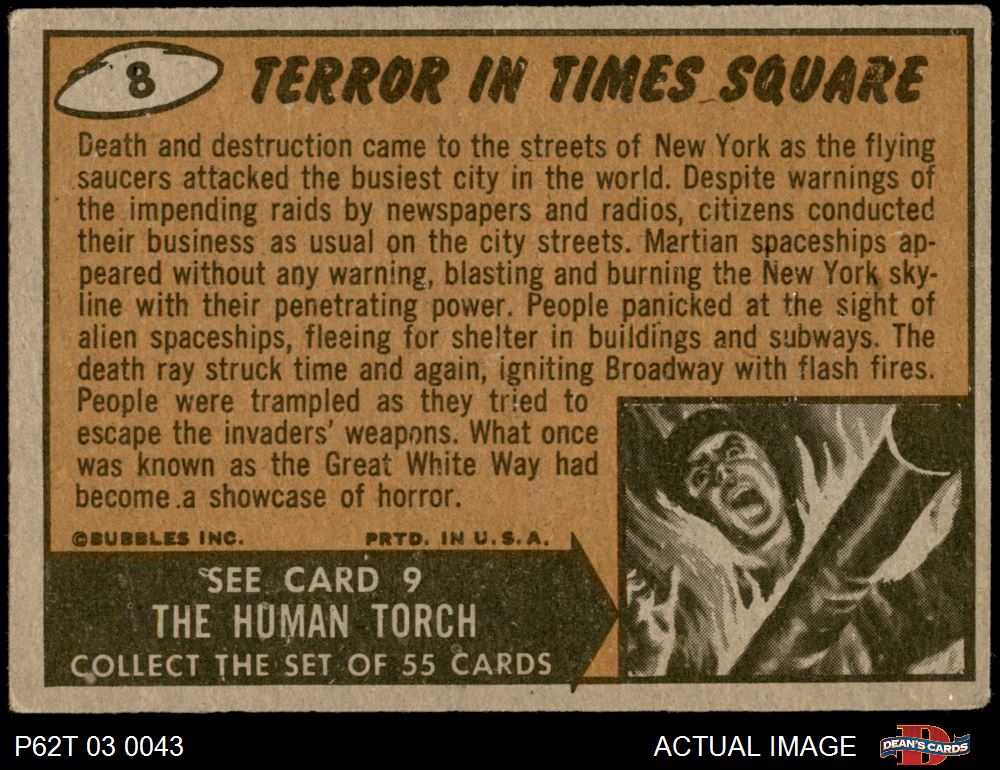 8
TERROR IN TIMES SQUARE
Death and destruction came to the streets of New York as the flying
saucers attacked the busiest city in the world. Despite warnings of
the impending raids by newspapers and radios, citizens conducted
their business as usual on the city streets. Martian spaceships ap-
peared without any warning, blasting and burning the New York sky-
line with their penetrating power. People panicked at the sight of
alien spaceships, fleeing for shelter in buildings and subways. The
death ray struck time and again, igniting Broadway with flash fires.
People were trampled as they tried to
escape the invaders' weapons. What once
was known as the Great White Way had
become a showcase of horror.
©BUBBLES INC. PRTD. IN U.S.A.
SEE CARD 9
THE HUMAN TORCH
COLLECT THE SET OF 55 CARDS
P62T 03 0043
ACTUAL IMAGE
DEAN'S CARDS